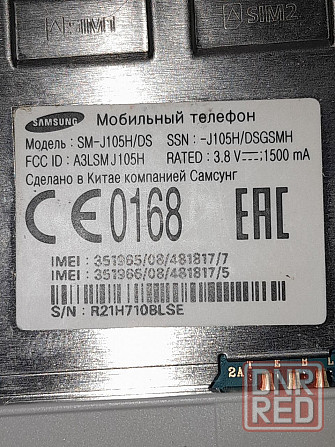 SIM1
SIM2
SAMSUNG
Мобильный телефон
Модель : SM-J105H/DS SSN : -J105H/DSGSMH
FCC ID : A3LSMJ105H RATED : 3.8 V⎓; 1500 mA
Сделано в Китае компанией Самсунг
CE0168 EAC
IMEI : 351965/08/481817/7
IMEI : 351966/08/481817/5
S/N : R21H710BLSE
2A
DNR
RED